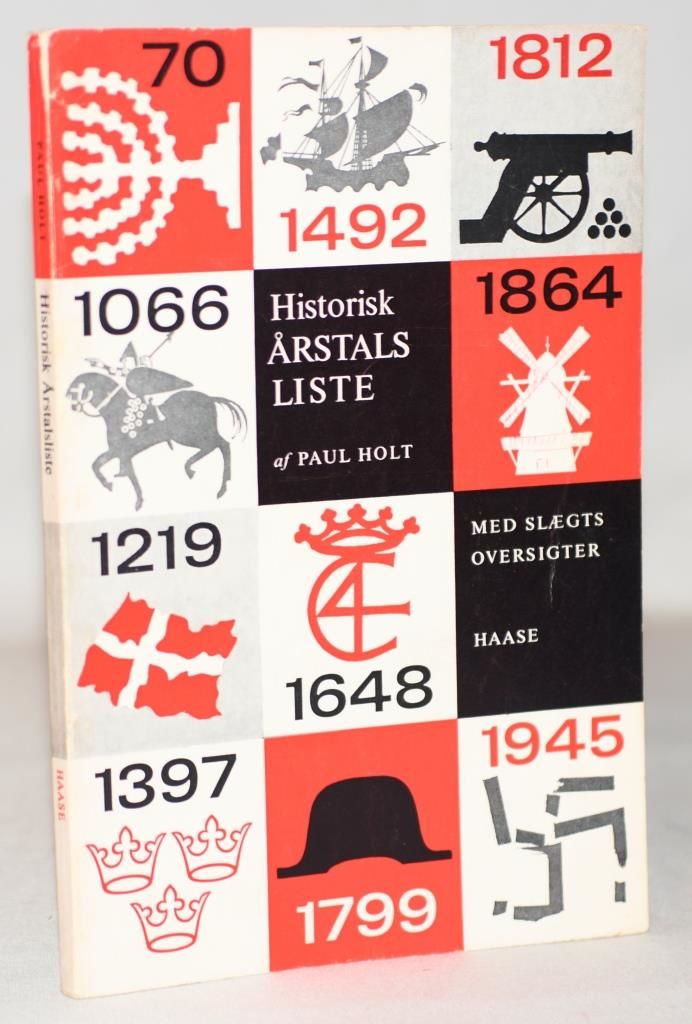 70
1492
1812
1066
Historisk
ÅRSTALS
LISTE
af PAUL HOLT
1864
1219
1648
MED SLÆGTS
OVERSIGTER
HAASE
1397
1799
1945
PAUL HOLT
Historisk Årstalsliste
HAASE